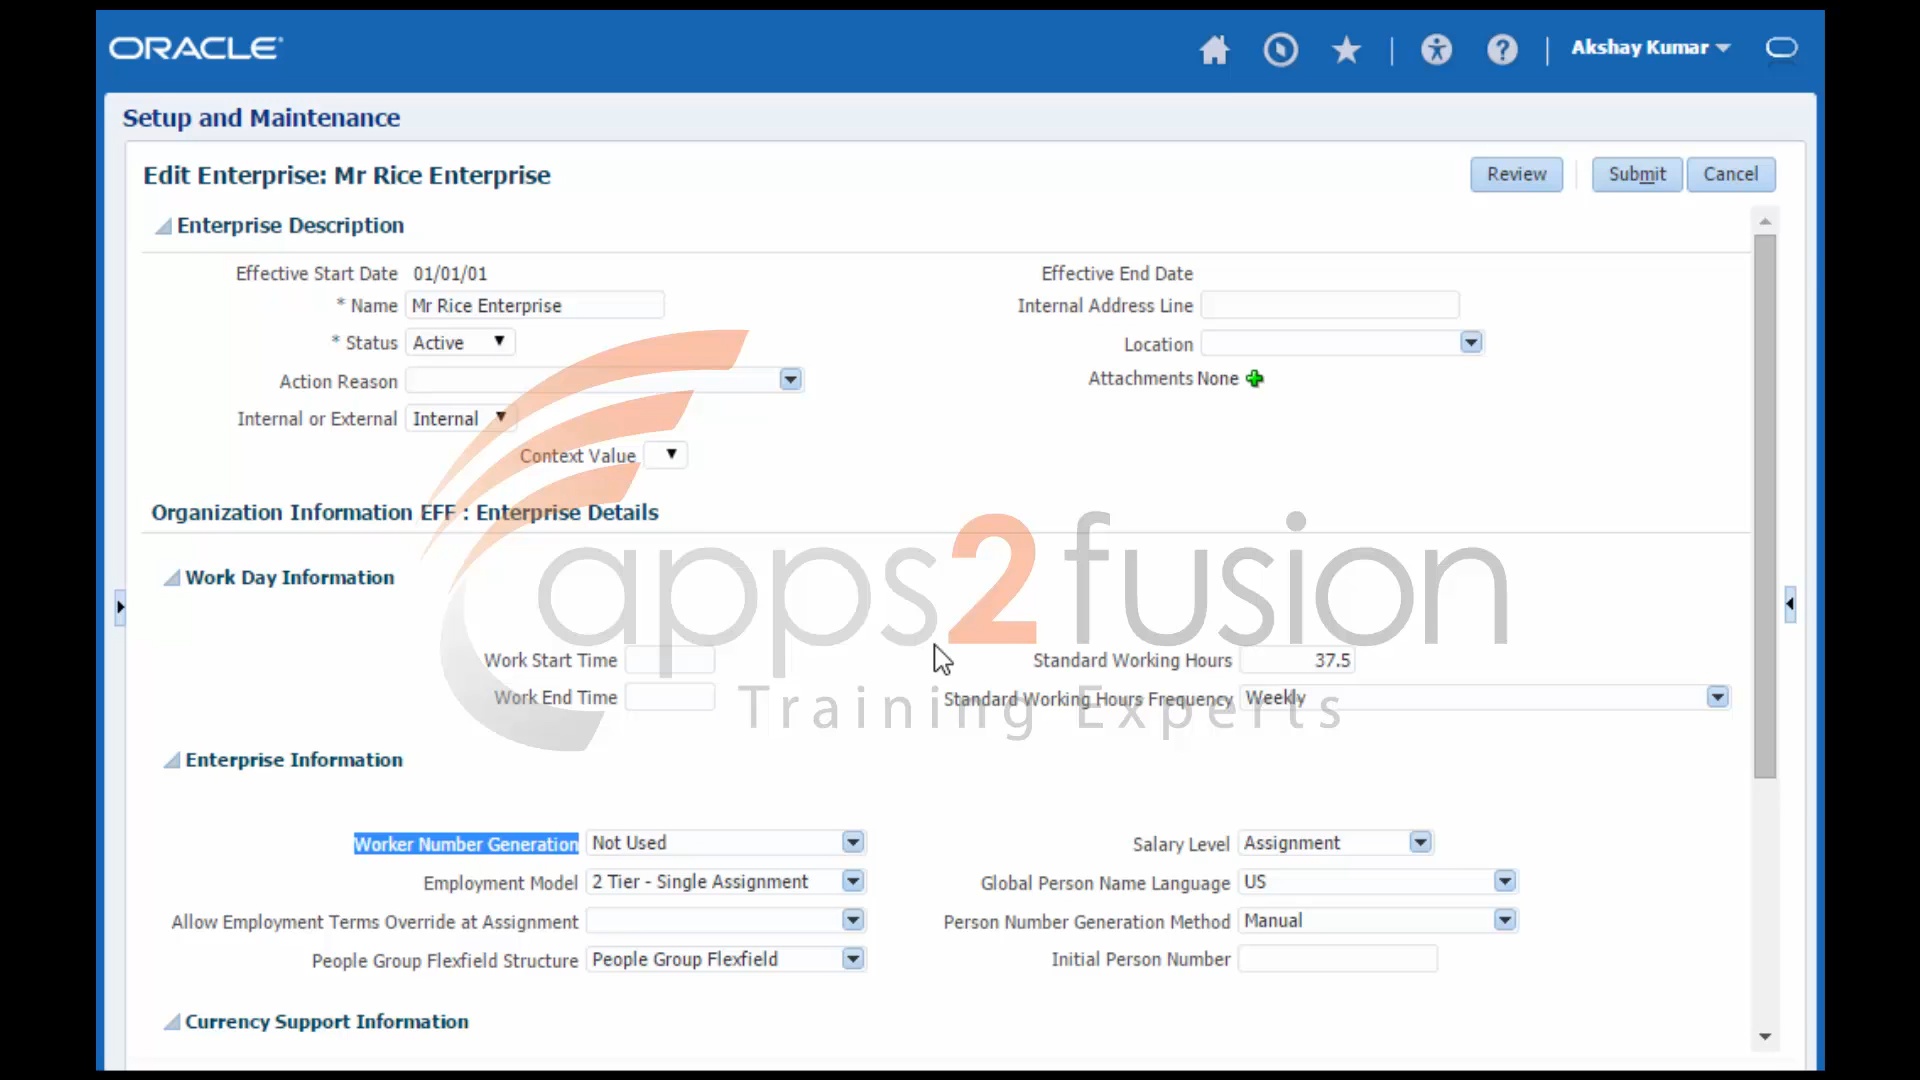 ORACLE
Akshay Kumar
Setup and Maintenance
Edit Enterprise: Mr Rice Enterprise
Review
Submit
Cancel
Enterprise Description
Effective Start Date 01/01/01
Effective End Date
* Name Mr Rice Enterprise
Internal Address Line
* Status Active
Location
Action Reason
Attachments None
Internal or External Internal
Context Value
Organization Information EFF : Enterprise Details
apps2fusion
Training Experts
Work Day Information
Work Start Time
Standard Working Hours 37.5
Work End Time
Standard Working Hours Frequency Weekly
Enterprise Information
Worker Number Generation Not Used
Salary Level Assignment
Employment Model 2 Tier - Single Assignment
Global Person Name Language US
Allow Employment Terms Override at Assignment
Person Number Generation Method Manual
People Group Flexfield Structure People Group Flexfield
Initial Person Number
Currency Support Information